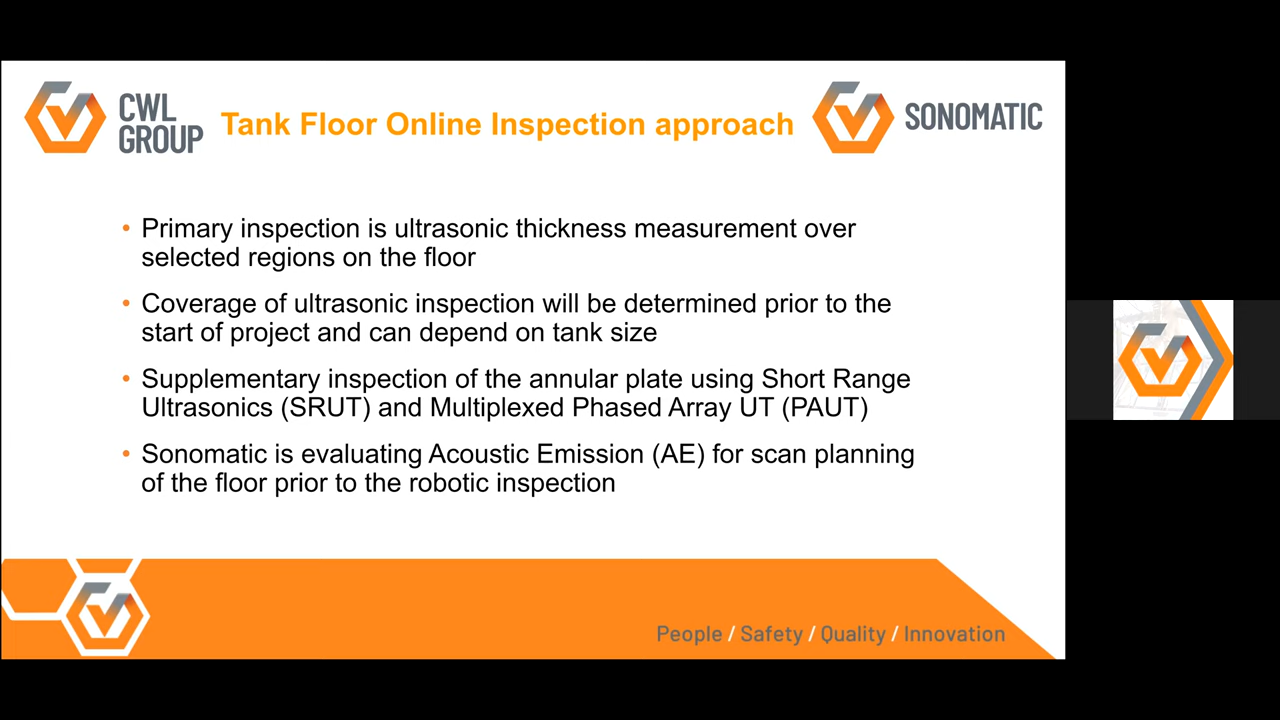 CWL
GROUP
Tank Floor Online Inspection approach
SONOMATIC
• Primary inspection is ultrasonic thickness measurement over
selected regions on the floor
• Coverage of ultrasonic inspection will be determined prior to the
start of project and can depend on tank size
• Supplementary inspection of the annular plate using Short Range
Ultrasonics (SRUT) and Multiplexed Phased Array UT (PAUT)
• Sonomatic is evaluating Acoustic Emission (AE) for scan planning
of the floor prior to the robotic inspection
People / Safety / Quality / Innovation